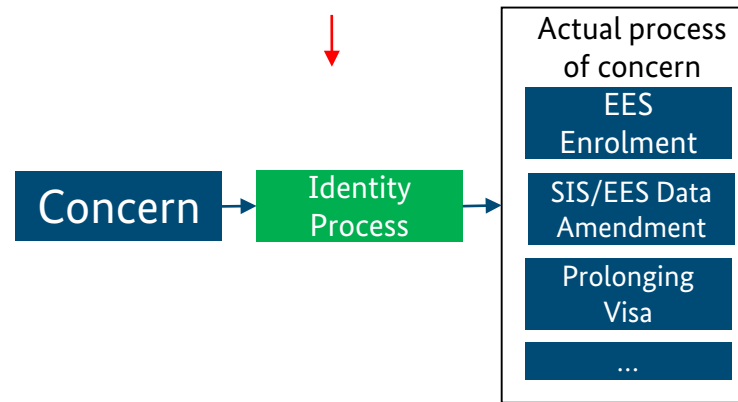 Actual process
of concern
EES
Enrolment
Concern
Identity
Process
SIS/EES Data
Amendment
Prolonging
Visa
...